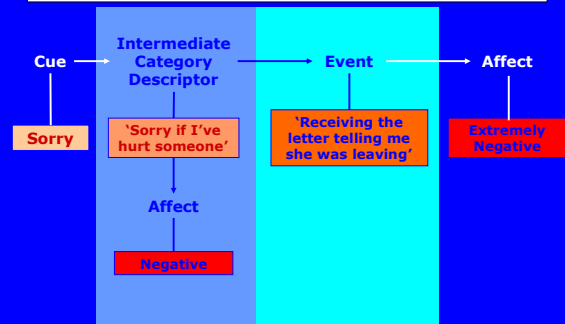 Cue
Intermediate
Category
Descriptor
Event
Affect
Sorry
‘Sorry if I’ve
hurt someone’
‘Receiving the
letter telling me
she was leaving’
Extremely
Negative
Affect
Negative